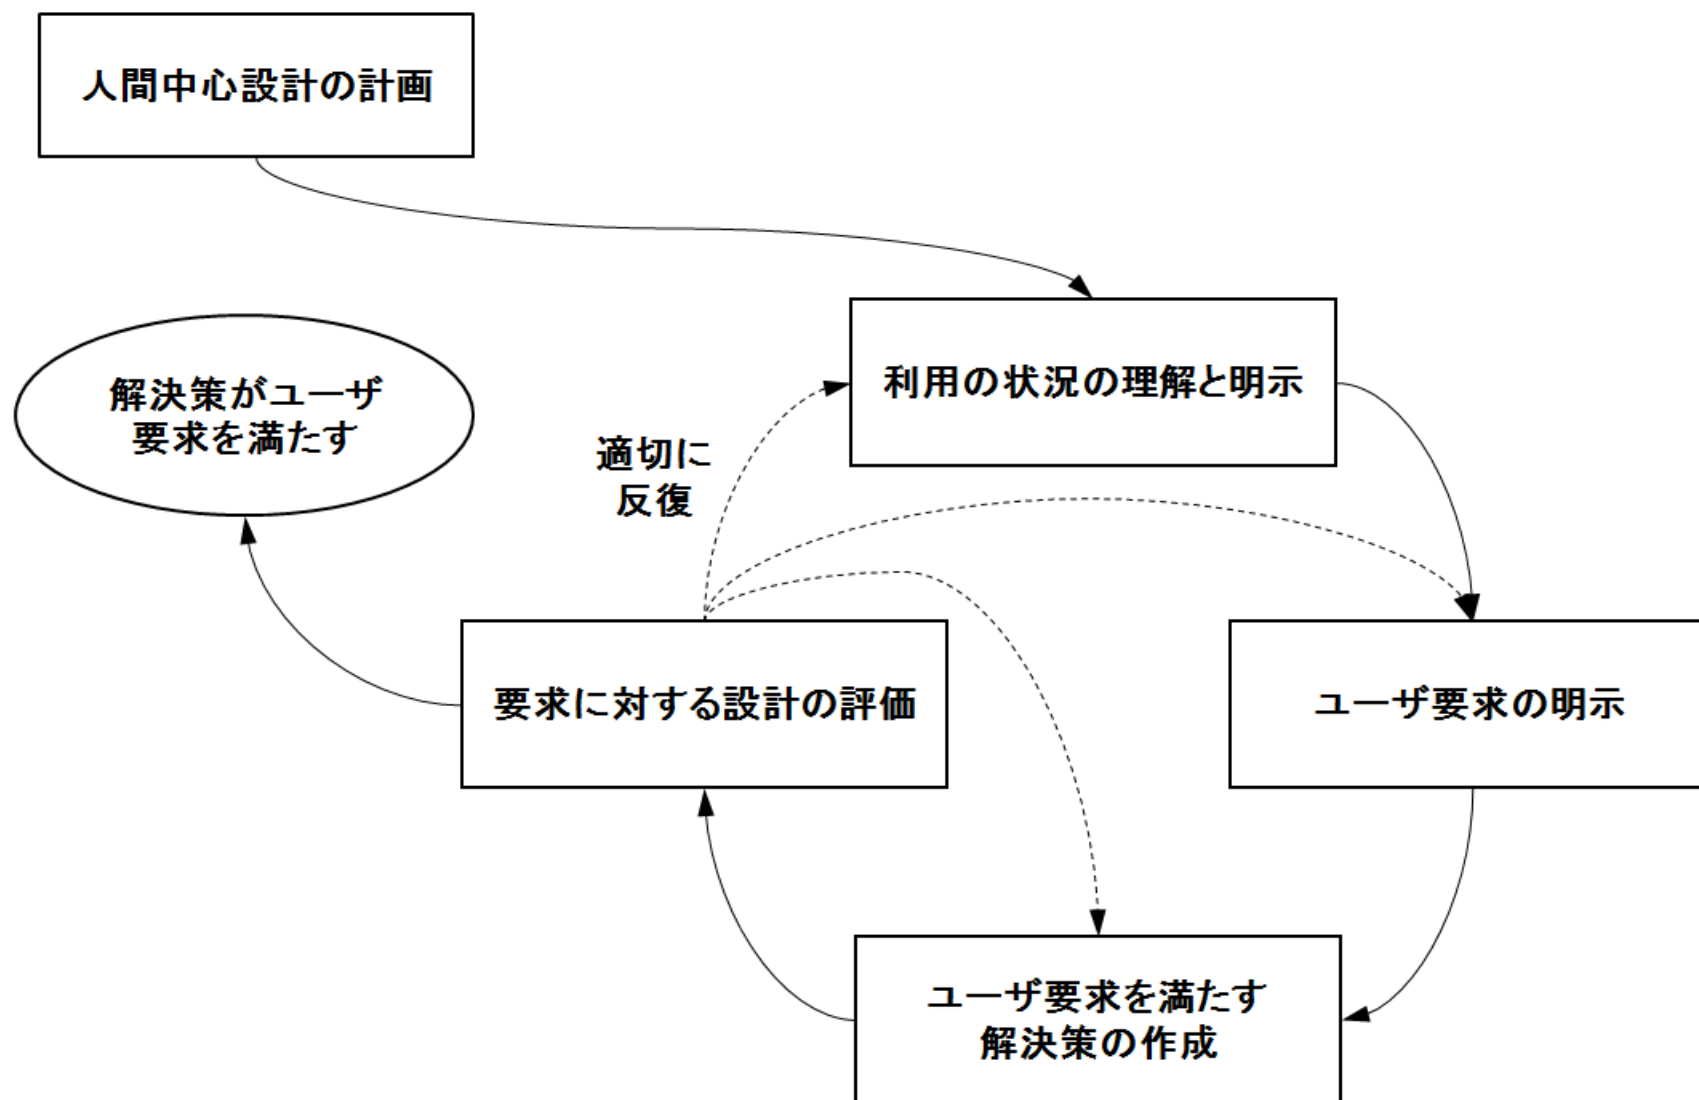 人間中心設計の計画
利用の状況の理解と明示
解決策がユーザ
要求を満たす
適切に
反復
要求に対する設計の評価
ユーザ要求の明示
ユーザ要求を満たす
解決策の作成